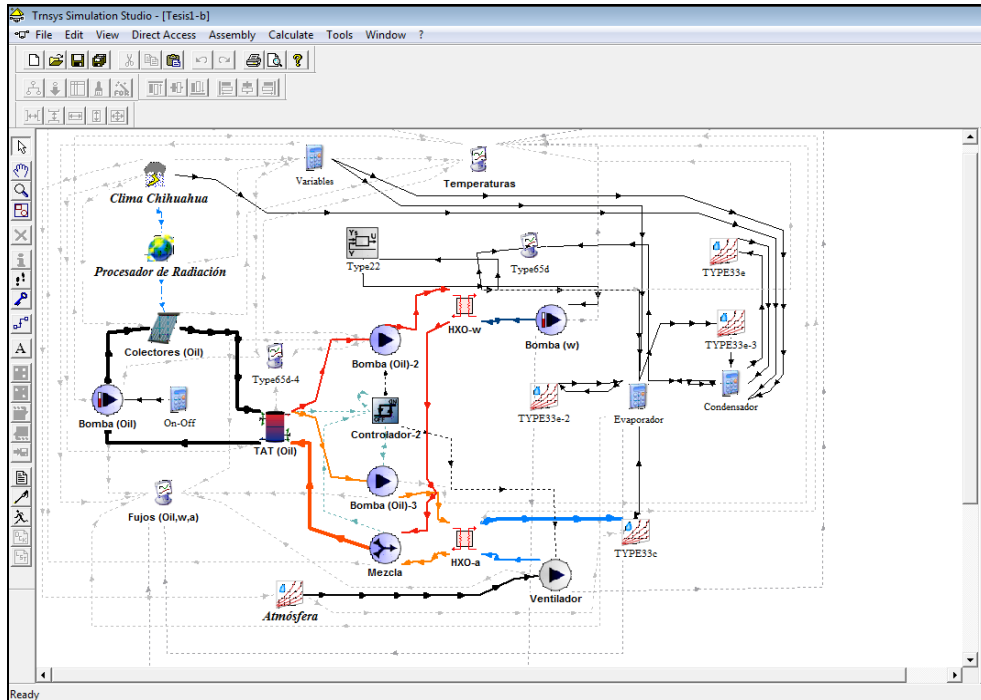 Trnsys Simulation Studio - [Tesis1-b]
File Edit View Direct Access Assembly Calculate Tools Window ?
Variables
Temperaturas
Clima Chihuahua
Type22
Type65d
TYPE33e
Procesador de Radiación
HXO-w
Colectores (Oil)
Bomba (Oil)-2
Bomba (w)
TYPE33e-3
Type65d-4
Bomba (Oil)
On-Off
Controlador-2
TYPE33e-2
Evaporador
Condensador
TAT (Oil)
Bomba (Oil)-3
Fujos (Oil,w,a)
Mezcla
HXO-a
TYPE33c
Ventilador
Atmósfera
Ready